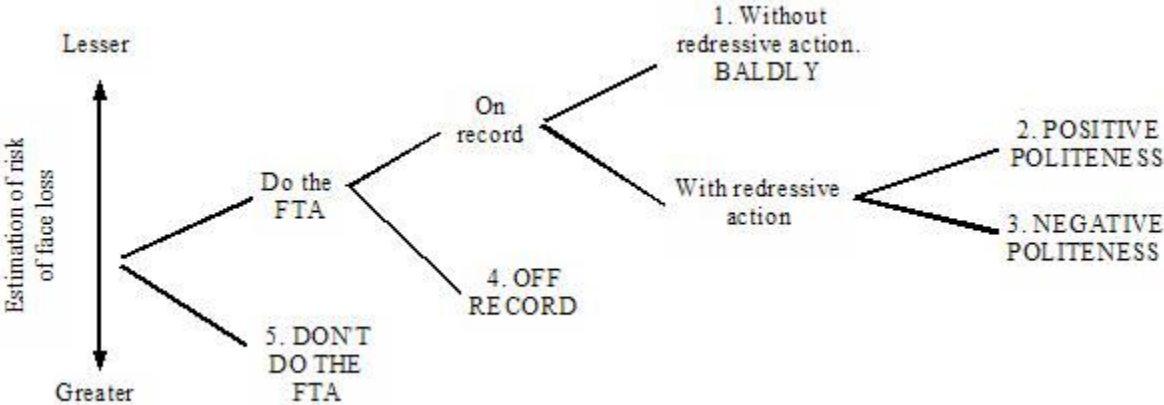 Lesser
Estimation of risk
of face loss
Greater
Do the
FTA
5. DON'T
DO THE
FTA
On
record
4. OFF
RECORD
1. Without
redressive action.
BALDLY
With redressive
action
2. POSITIVE
POLITENESS
3. NEGATIVE
POLITENESS